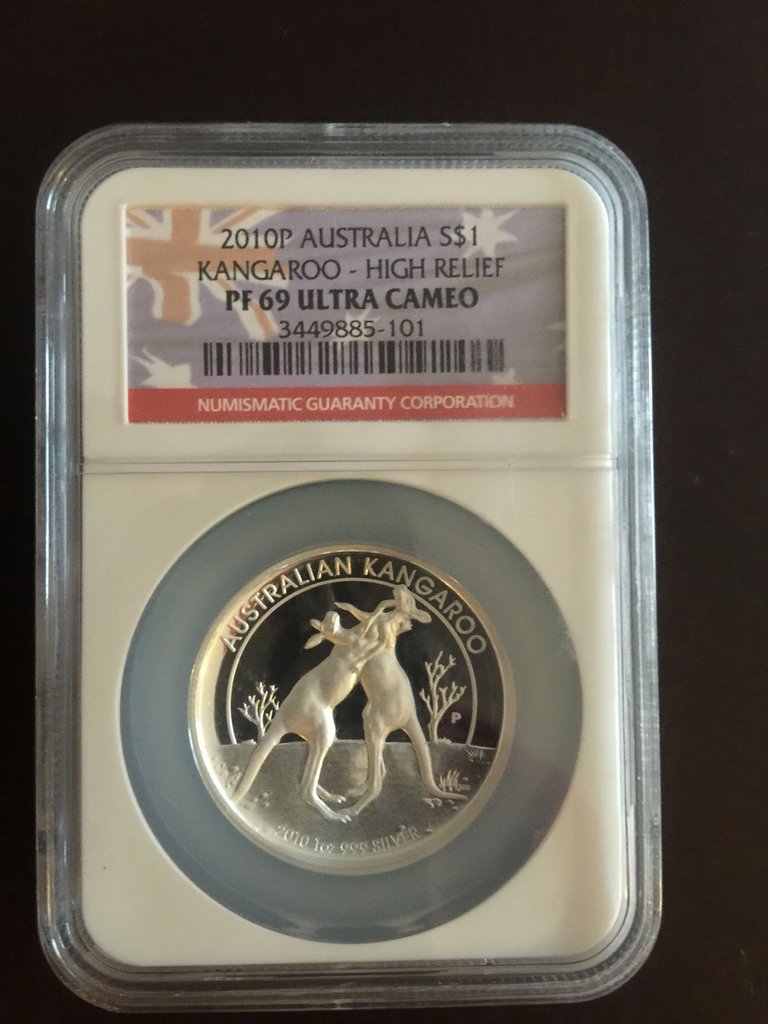 2010P AUSTRALIA S$1
KANGAROO - HIGH RELIEF
PF 69 ULTRA CAMEO
3449885-101
NUMISMATIC GUARANTY CORPORATION
AUSTRALIAN KANGAROO
P
2010 1oz 999 SILVER